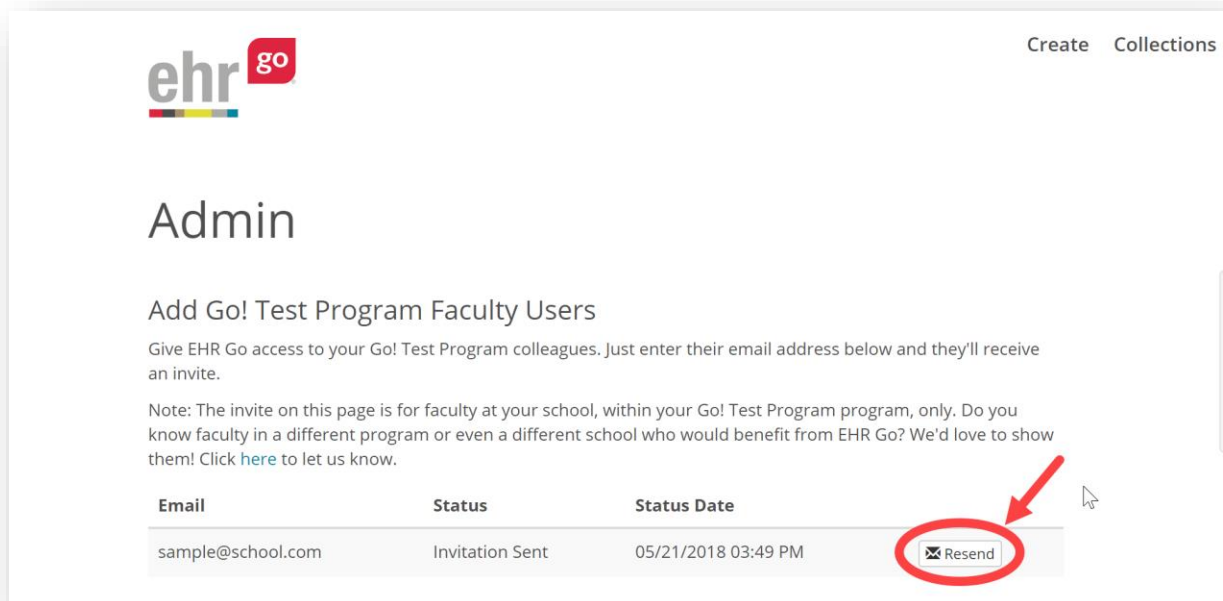 ehr go
Create Collections
Admin
Add Go! Test Program Faculty Users
Give EHR Go access to your Go! Test Program colleagues. Just enter their email address below and they'll receive
an invite.
Note: The invite on this page is for faculty at your school, within your Go! Test Program program, only. Do you
know faculty in a different program or even a different school who would benefit from EHR Go? We'd love to show
them! Click here to let us know.
Email Status Status Date
sample@school.com Invitation Sent 05/21/2018 03:49 PM Resend